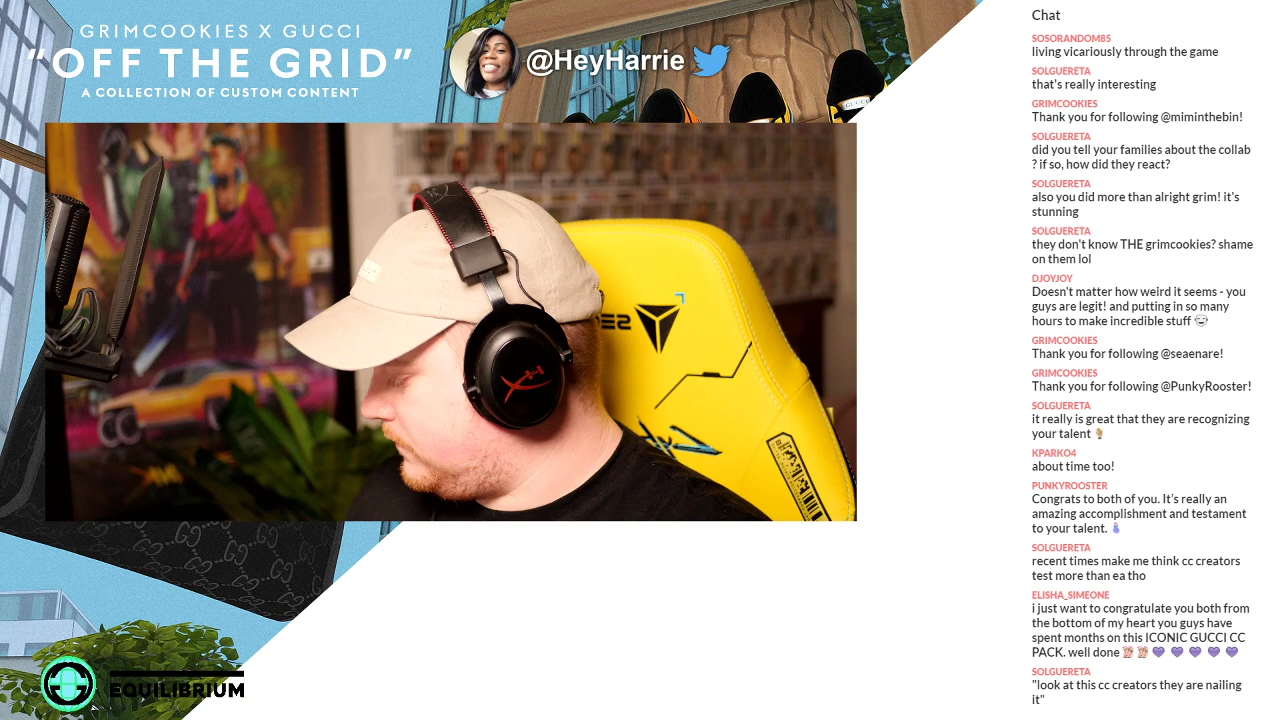 GRIMCOOKIES X GUCCI
"OFF THE GRID"
A COLLECTION OF CUSTOM CONTENT
@HeyHarrie
Chat
SOSORANDOM85
living vicariously through the game
SOLGUERETA
that's really interesting
GRIMCOOKIES
Thank you for following @miminthebin!
SOLGUERETA
did you tell your families about the collab
? if so, how did they react?
SOLGUERETA
also you did more than alright grim! it's
stunning
SOLGUERETA
they don't know THE grimcookies? shame
on them lol
DJOYJOY
Doesn't matter how weird it seems - you
guys are legit! and putting in so many
hours to make incredible stuff
GRIMCOOKIES
Thank you for following @seaenare!
GRIMCOOKIES
Thank you for following @PunkyRooster!
SOLGUERETA
it really is great that they are recognizing
your talent
KPARKO4
about time too!
PUNKYROOSTER
Congrats to both of you. It's really an
amazing accomplishment and testament
to your talent.
SOLGUERETA
recent times make me think cc creators
test more than ea tho
ELISHA_SIMEONE
i just want to congratulate you both from
the bottom of my heart you guys have
spent months on this ICONIC GUCCI CC
PACK. well done
SOLGUERETA
"look at this cc creators they are nailing
it"
EQUILIBRIUM